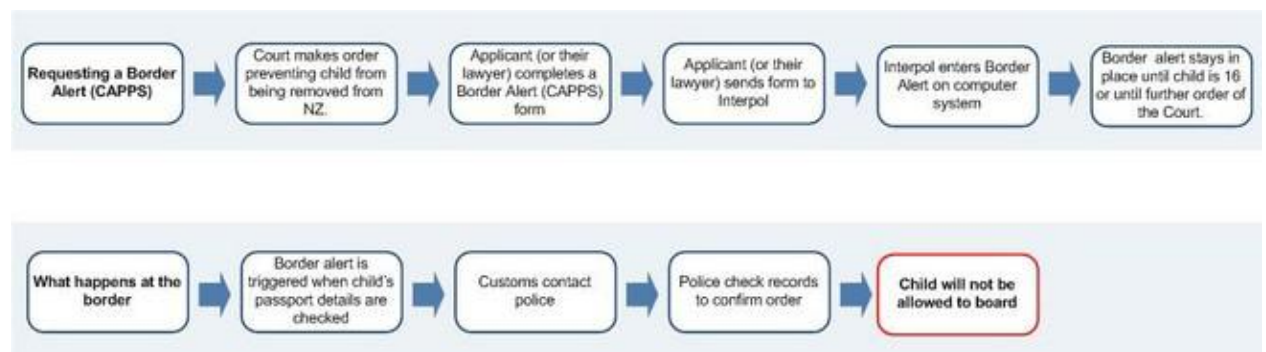 Requesting a Border
Alert (CAPPS)
Court makes order
preventing child from
being removed from
NZ.
Applicant (or their
lawyer) completes a
Border Alert (CAPPS)
form
Applicant (or their
lawyer) sends form to
Interpol
Interpol enters Border
Alert on computer
system
Border alert stays in
place until child is 16
or until further order of
the Court.
What happens at the
border
Border alert is
triggered when child's
passport details are
checked
Customs contact
police
Police check records
to confirm order
Child will not be
allowed to board